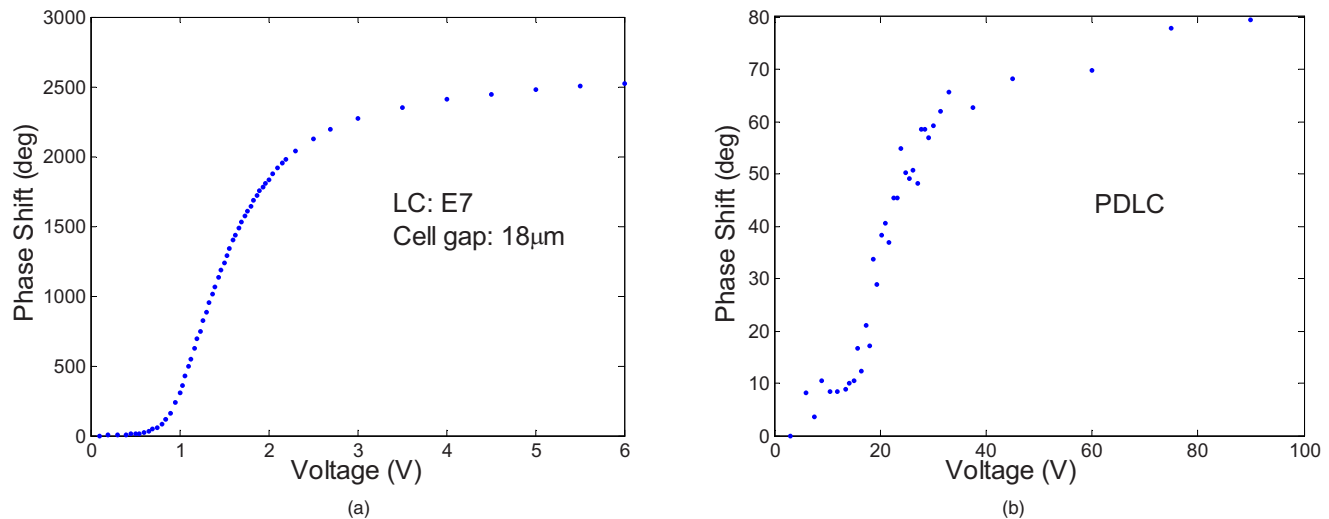 3000
2500
2000
1500
1000
500
0
Phase Shift (deg)
LC: E7
Cell gap: 18μm
0 1 2 3 4 5 6
Voltage (V)
(a)
80
70
60
50
40
30
20
10
0
Phase Shift (deg)
PDLC
0 20 40 60 80 100
Voltage (V)
(b)